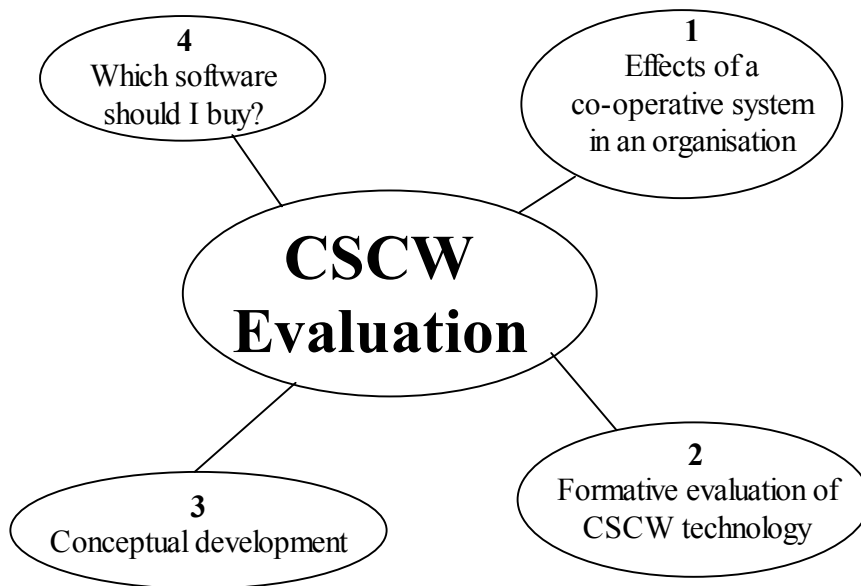 4
Which software
should I buy?
1
Effects of a
co-operative system
in an organisation
CSCW
Evaluation
3
Conceptual development
2
Formative evaluation of
CSCW technology